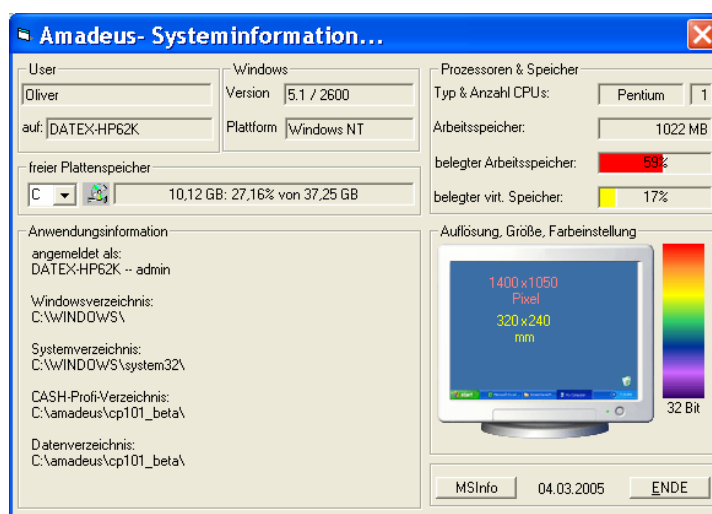 Amadeus- Systeminformation...
User
Oliver
auf: DATEX-HP62K
Windows
Version 5.1 / 2600
Plattform Windows NT
Prozessoren & Speicher
Typ & Anzahl CPUs: Pentium 1
Arbeitsspeicher: 1022 MB
belegter Arbeitsspeicher: 59%
belegter virt. Speicher: 17%
freier Plattenspeicher
C 10,12 GB: 27,16% von 37,25 GB
Anwendungsinformation
angemeldet als:
DATEX-HP62K -- admin
Windowsverzeichnis:
C:\WINDOWS\
Systemverzeichnis:
C:\WINDOWS\system32\
CASH-Profi-Verzeichnis:
C:\amadeus\cp101_beta\
Datenverzeichnis:
C:\amadeus\cp101_beta\
Auflösung, Größe, Farbeinstellung
1400 x 1050
Pixel
320 x 240
mm
start
32 Bit
MSInfo 04.03.2005 ENDE